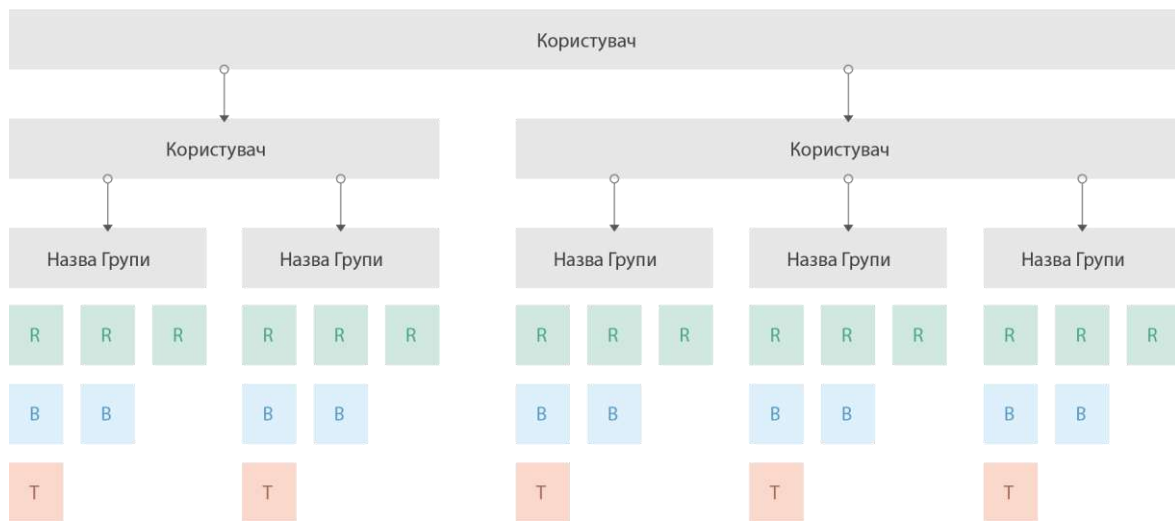 Користувач
Користувач Користувач
Назва Групи Назва Групи Назва Групи Назва Групи Назва Групи
R R R R R R R R R R R R R R R
B B B B B B B B B B
T T T T T